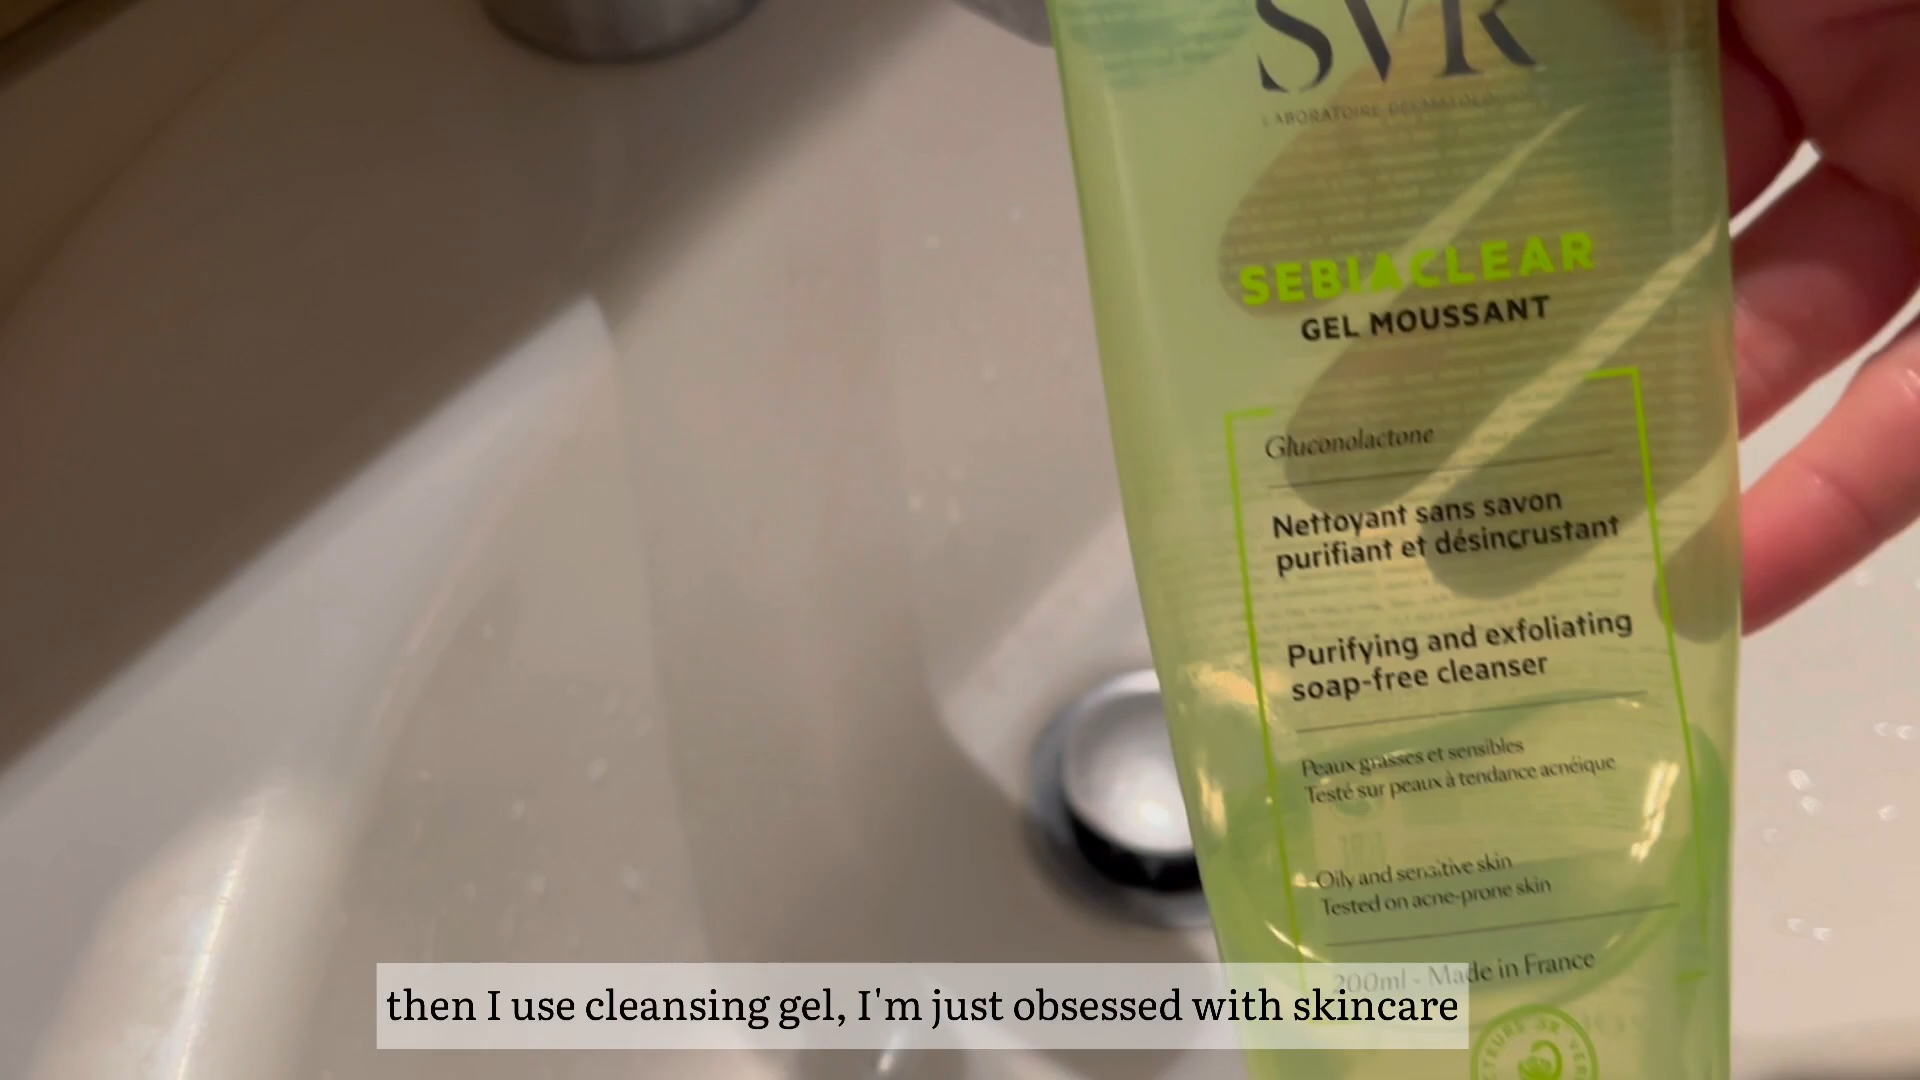 SVR
LABORATOIRE DERMATOLOGIQUE
SEBIACLEAR
GEL MOUSSANT
Gluconolactone
Nettoyant sans savon
purifiant et désincrustant
Purifying and exfoliating
soap-free cleanser
Peaux grasses et sensibles
Testé sur peaux à tendance acnéique
Oily and sensitive skin
Tested on acne-prone skin
200ml - Made in France
then I use cleansing gel, I'm just obsessed with skincare